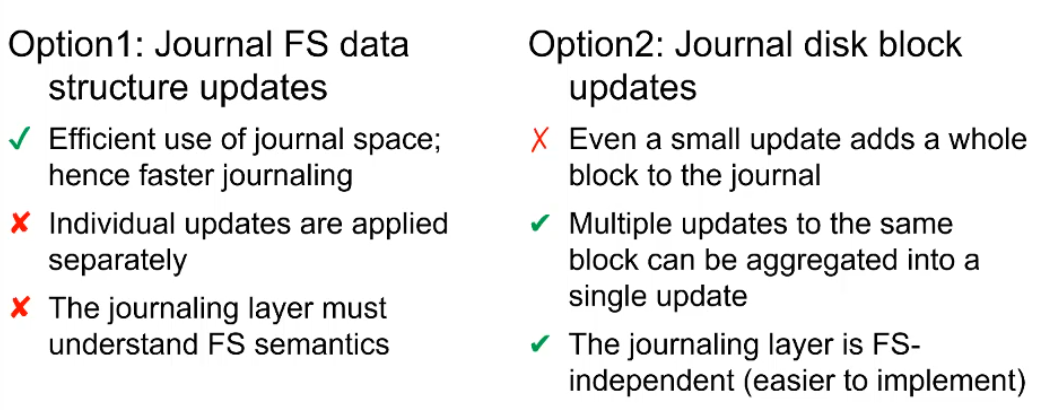 Option1: Journal FS data
structure updates
✓ Efficient use of journal space;
hence faster journaling
✘ Individual updates are applied
separately
✘ The journaling layer must
understand FS semantics
Option2: Journal disk block
updates
✗ Even a small update adds a whole
block to the journal
✔ Multiple updates to the same
block can be aggregated into a
single update
✔ The journaling layer is FS-
independent (easier to implement)